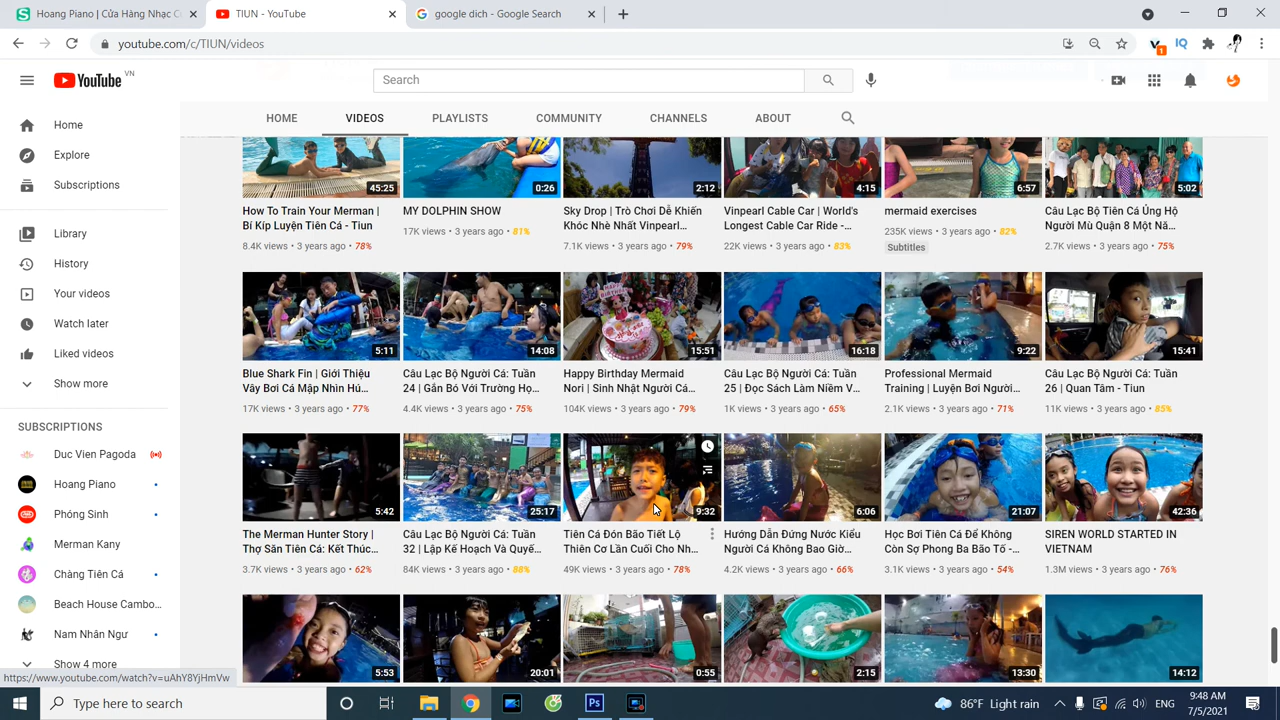 Hoang Piano | Cửa Hàng Nhạc C
TIUN - YouTube
google dich - Google Search
youtube.com/c/TIUN/videos
1
IQ
YouTube VN
Search
HOME VIDEOS PLAYLISTS COMMUNITY CHANNELS ABOUT
Home
Explore
Subscriptions
Library
History
Your videos
Watch later
Liked videos
Show more
SUBSCRIPTIONS
Duc Vien Pagoda
Hoang Piano
Phóng Sinh
Merman Kany
Chàng Tiên Cá
Beach House Cambo...
Nam Nhân Ngư
Show 4 more
45:25
How To Train Your Merman |
Bí Kíp Luyện Tiên Cá - Tiun
8.4K views • 3 years ago • 78%
0:26
MY DOLPHIN SHOW
17K views • 3 years ago • 81%
2:12
Sky Drop | Trò Chơi Dễ Khiến
Khóc Nhè Nhất Vinpearl...
7.1K views • 3 years ago • 79%
4:15
Vinpearl Cable Car | World's
Longest Cable Car Ride -...
22K views • 3 years ago • 83%
6:57
mermaid exercises
235K views • 3 years ago • 82%
Subtitles
5:02
Câu Lạc Bộ Tiên Cá Ủng Hộ
Người Mù Quận 8 Một Nă...
2.7K views • 3 years ago • 75%
5:11
Blue Shark Fin | Giới Thiệu
Vây Bơi Cá Mập Nhìn Hú...
17K views • 3 years ago • 77%
14:08
Câu Lạc Bộ Người Cá: Tuần
24 | Gắn Bó Với Trường Họ...
4.4K views • 3 years ago • 75%
15:51
Happy Birthday Mermaid
Nori | Sinh Nhật Người Cá...
104K views • 3 years ago • 79%
16:18
Câu Lạc Bộ Người Cá: Tuần
25 | Đọc Sách Làm Niềm V...
1K views • 3 years ago • 65%
9:22
Professional Mermaid
Training | Luyện Bơi Người...
2.1K views • 3 years ago • 71%
15:41
Câu Lạc Bộ Người Cá: Tuần
26 | Quan Tâm - Tiun
11K views • 3 years ago • 85%
5:42
The Merman Hunter Story |
Thợ Săn Tiên Cá: Kết Thúc...
3.7K views • 3 years ago • 62%
25:17
Câu Lạc Bộ Người Cá: Tuần
32 | Lập Kế Hoạch Và Quyế...
84K views • 3 years ago • 88%
9:32
Tiên Cá Đón Bão Tiết Lộ
Thiên Cơ Lần Cuối Cho Nh...
49K views • 3 years ago • 78%
6:06
Hướng Dẫn Đứng Nước Kiểu
Người Cá Không Bao Giờ...
4.2K views • 3 years ago • 66%
21:07
Học Bơi Tiên Cá Để Không
Còn Sợ Phong Ba Bão Tố -...
3.1K views • 3 years ago • 54%
42:36
SIREN WORLD STARTED IN
VIETNAM
1.3M views • 3 years ago • 76%
5:53
20:01
0:55
2:15
13:30
14:12
https://www.youtube.com/watch?v=uAhY8YjHmVw
Type here to search
Ps
86°F Light rain
ENG
9:48 AM
7/5/2021